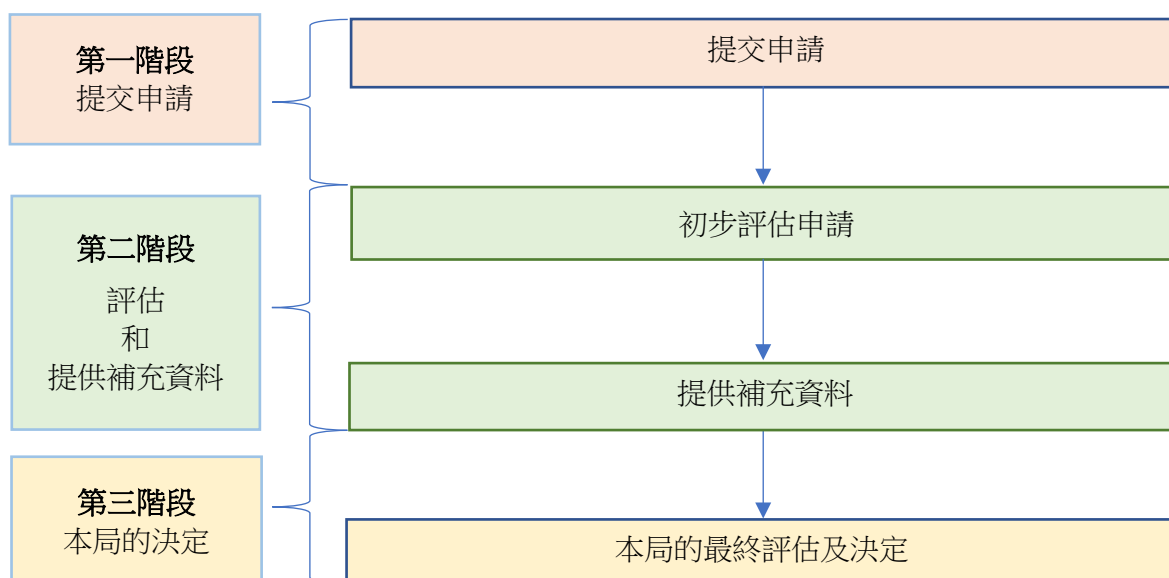 第一階段
提交申請
提交申請
第二階段
評估
和
提供補充資料
初步評估申請
提供補充資料
第三階段
本局的決定
本局的最終評估及決定